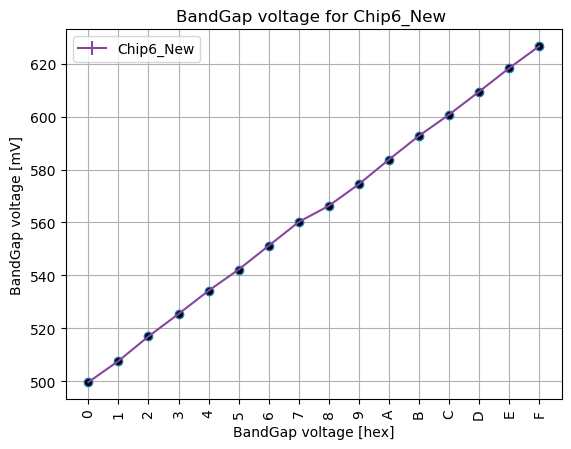 BandGap voltage for Chip6_New
Chip6_New
BandGap voltage [mV]
620
600
580
560
540
520
500
0 1 2 3 4 5 6 7 8 9 A B C D E F
BandGap voltage [hex]